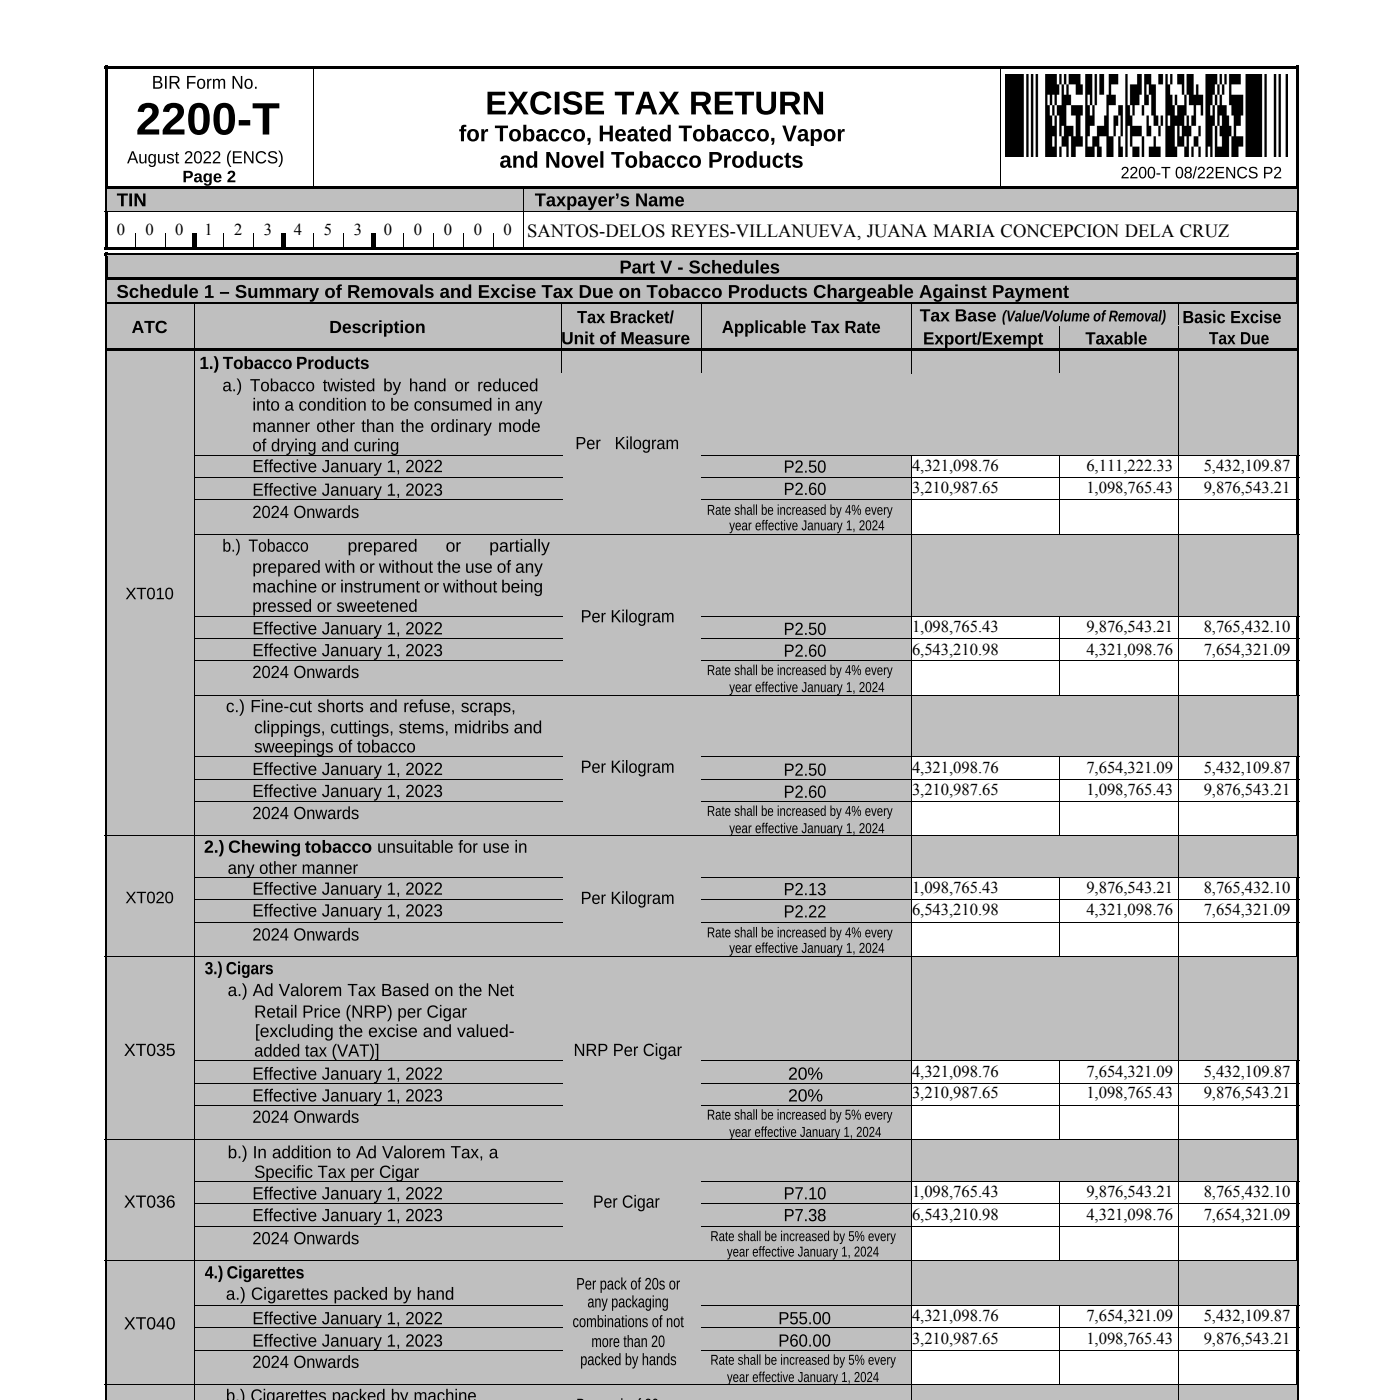 BIR Form No.
2200-T
August 2022 (ENCS)
Page 2
EXCISE TAX RETURN
for Tobacco, Heated Tobacco, Vapor
and Novel Tobacco Products
2200-T 08/22ENCS P2
TIN Taxpayer's Name
0 0 0 1 2 3 4 5 3 0 0 0 0 0 SANTOS-DELOS REYES-VILLANUEVA, JUANA MARIA CONCEPCION DELA CRUZ
Part V - Schedules
Schedule 1 – Summary of Removals and Excise Tax Due on Tobacco Products Chargeable Against Payment
ATC Description Tax Bracket/ Unit of Measure Applicable Tax Rate Tax Base (Value/Volume of Removal) Basic Excise
Export/Exempt Taxable Tax Due
XT010
1.) Tobacco Products
a.) Tobacco twisted by hand or reduced
into a condition to be consumed in any
manner other than the ordinary mode
of drying and curing
Per Kilogram
Effective January 1, 2022 P2.50 4,321,098.76 6,111,222.33 5,432,109.87
Effective January 1, 2023 P2.60 3,210,987.65 1,098,765.43 9,876,543.21
2024 Onwards Rate shall be increased by 4% every
year effective January 1, 2024
b.) Tobacco prepared or partially
prepared with or without the use of any
machine or instrument or without being
pressed or sweetened
Per Kilogram
Effective January 1, 2022 P2.50 1,098,765.43 9,876,543.21 8,765,432.10
Effective January 1, 2023 P2.60 6,543,210.98 4,321,098.76 7,654,321.09
2024 Onwards Rate shall be increased by 4% every
year effective January 1, 2024
c.) Fine-cut shorts and refuse, scraps,
clippings, cuttings, stems, midribs and
sweepings of tobacco
Per Kilogram
Effective January 1, 2022 P2.50 4,321,098.76 7,654,321.09 5,432,109.87
Effective January 1, 2023 P2.60 3,210,987.65 1,098,765.43 9,876,543.21
2024 Onwards Rate shall be increased by 4% every
year effective January 1, 2024
XT020
2.) Chewing tobacco unsuitable for use in
any other manner
Per Kilogram
Effective January 1, 2022 P2.13 1,098,765.43 9,876,543.21 8,765,432.10
Effective January 1, 2023 P2.22 6,543,210.98 4,321,098.76 7,654,321.09
2024 Onwards Rate shall be increased by 4% every
year effective January 1, 2024
XT035
3.) Cigars
a.) Ad Valorem Tax Based on the Net
Retail Price (NRP) per Cigar
[excluding the excise and valued-
added tax (VAT)]
NRP Per Cigar
Effective January 1, 2022 20% 4,321,098.76 7,654,321.09 5,432,109.87
Effective January 1, 2023 20% 3,210,987.65 1,098,765.43 9,876,543.21
2024 Onwards Rate shall be increased by 5% every
year effective January 1, 2024
XT036
b.) In addition to Ad Valorem Tax, a
Specific Tax per Cigar
Per Cigar
Effective January 1, 2022 P7.10 1,098,765.43 9,876,543.21 8,765,432.10
Effective January 1, 2023 P7.38 6,543,210.98 4,321,098.76 7,654,321.09
2024 Onwards Rate shall be increased by 5% every
year effective January 1, 2024
XT040
4.) Cigarettes
a.) Cigarettes packed by hand
Per pack of 20s or
any packaging
combinations of not
more than 20
packed by hands
Effective January 1, 2022 P55.00 4,321,098.76 7,654,321.09 5,432,109.87
Effective January 1, 2023 P60.00 3,210,987.65 1,098,765.43 9,876,543.21
2024 Onwards Rate shall be increased by 5% every
year effective January 1, 2024
b.) Cigarettes packed by machine